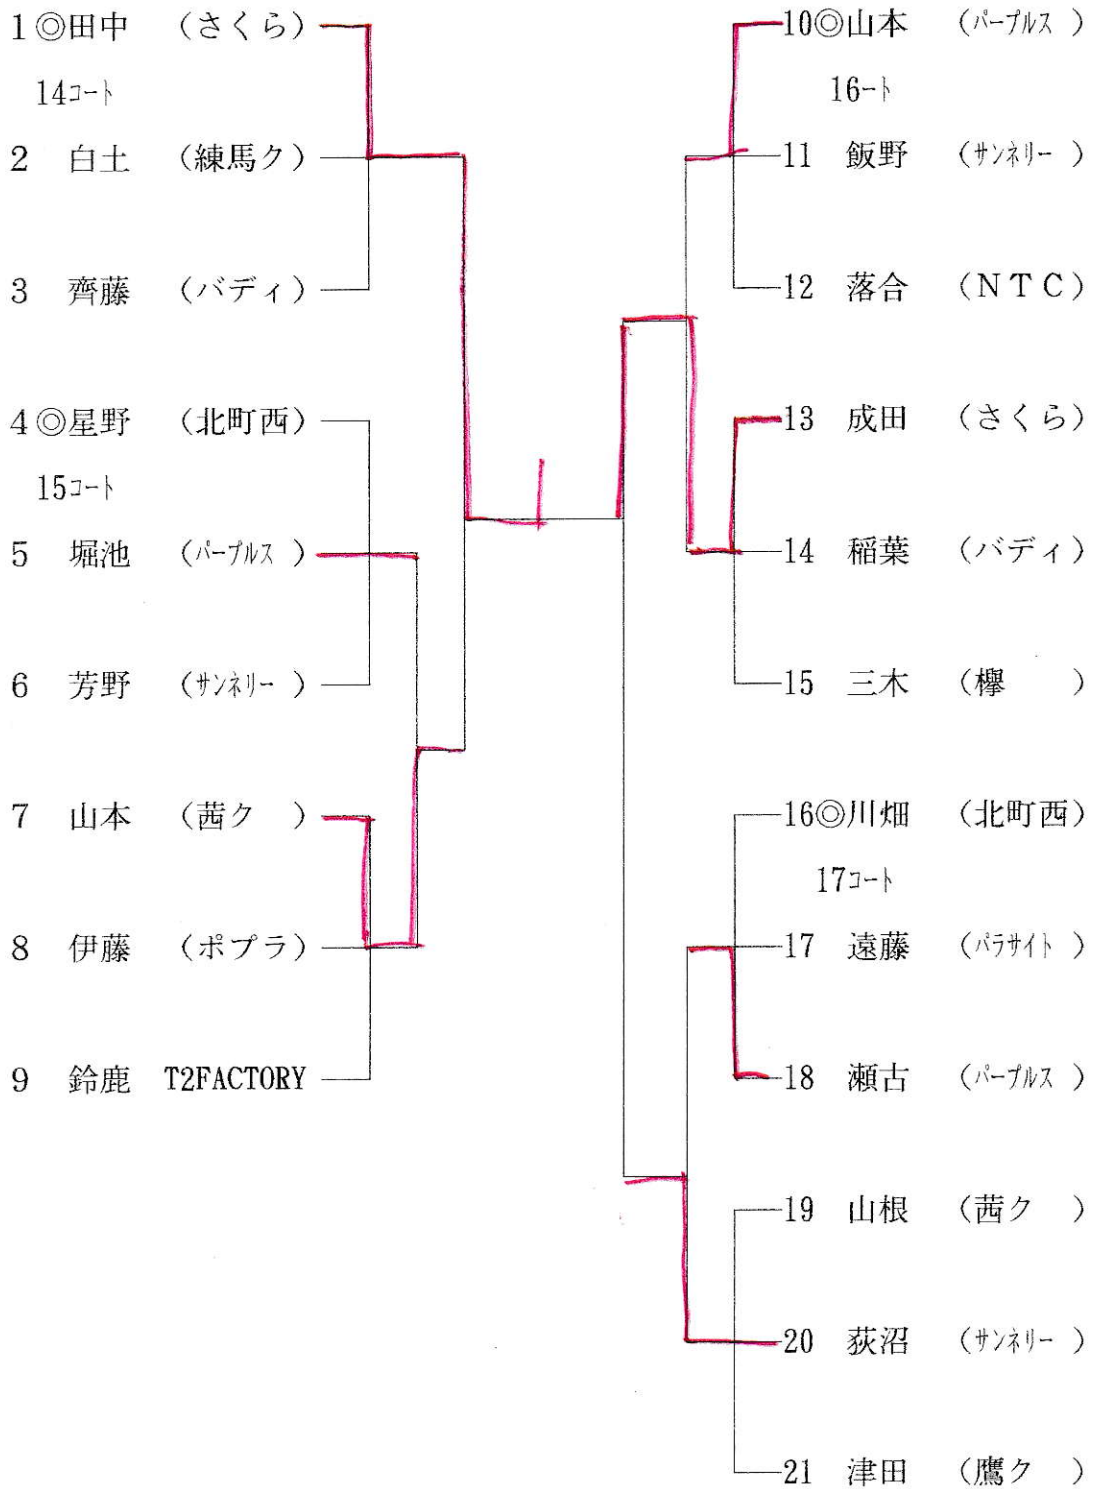 1◎田中 （さくら）
14コート
2 白土 （練馬ク）
3 齊藤 （バディ）
4◎星野 （北町西）
15コート
5 堀池 （パープルス）
6 芳野 （サンネリー）
7 山本 （茜ク ）
8 伊藤 （ポプラ）
9 鈴鹿 T2FACTORY
10◎山本 （パープルス）
16ート
11 飯野 （サンネリー）
12 落合 （ＮＴＣ）
13 成田 （さくら）
14 稲葉 （バディ）
15 三木 （欅 ）
16◎川畑 （北町西）
17コート
17 遠藤 （パラサイト）
18 瀬古 （パープルス）
19 山根 （茜ク ）
20 荻沼 （サンネリー）
21 津田 （鷹ク ）